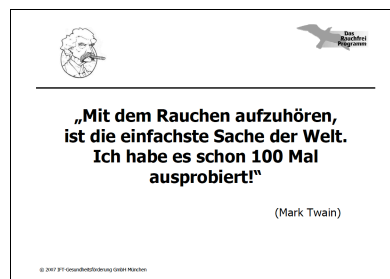 Das
Rauchfrei
Programm
„Mit dem Rauchen aufzuhören,
ist die einfachste Sache der Welt.
Ich habe es schon 100 Mal
ausprobiert!“
(Mark Twain)
© 2007 IFT-Gesundheitsförderung GmbH München